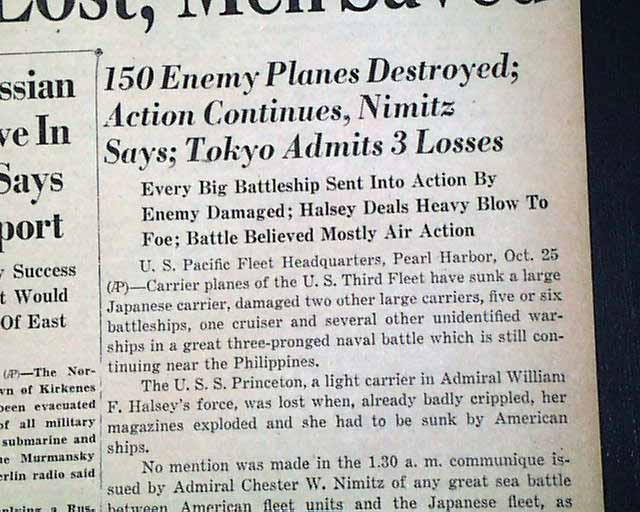 Lost, Men Saved
ssian
ve In
Says
port
y Success
t Would
Of East
(AP)—The Nor-
wn of Kirkenes
been evacuated
of all military
submarine and
he Murmansky
erlin radio said
150 Enemy Planes Destroyed;
Action Continues, Nimitz
Says; Tokyo Admits 3 Losses
Every Big Battleship Sent Into Action By
Enemy Damaged; Halsey Deals Heavy Blow To
Foe; Battle Believed Mostly Air Action
U. S. Pacific Fleet Headquarters, Pearl Harbor, Oct. 25
(AP)—Carrier planes of the U. S. Third Fleet have sunk a large
Japanese carrier, damaged two other large carriers, five or six
battleships, one cruiser and several other unidentified war-
ships in a great three-pronged naval battle which is still con-
tinuing near the Philippines.
The U. S. S. Princeton, a light carrier in Admiral William
F. Halsey's force, was lost when, already badly crippled, her
magazines exploded and she had to be sunk by American
ships.
No mention was made in the 1.30 a. m. communique is-
sued by Admiral Chester W. Nimitz of any great sea battle
between American fleet units and the Japanese fleet, as